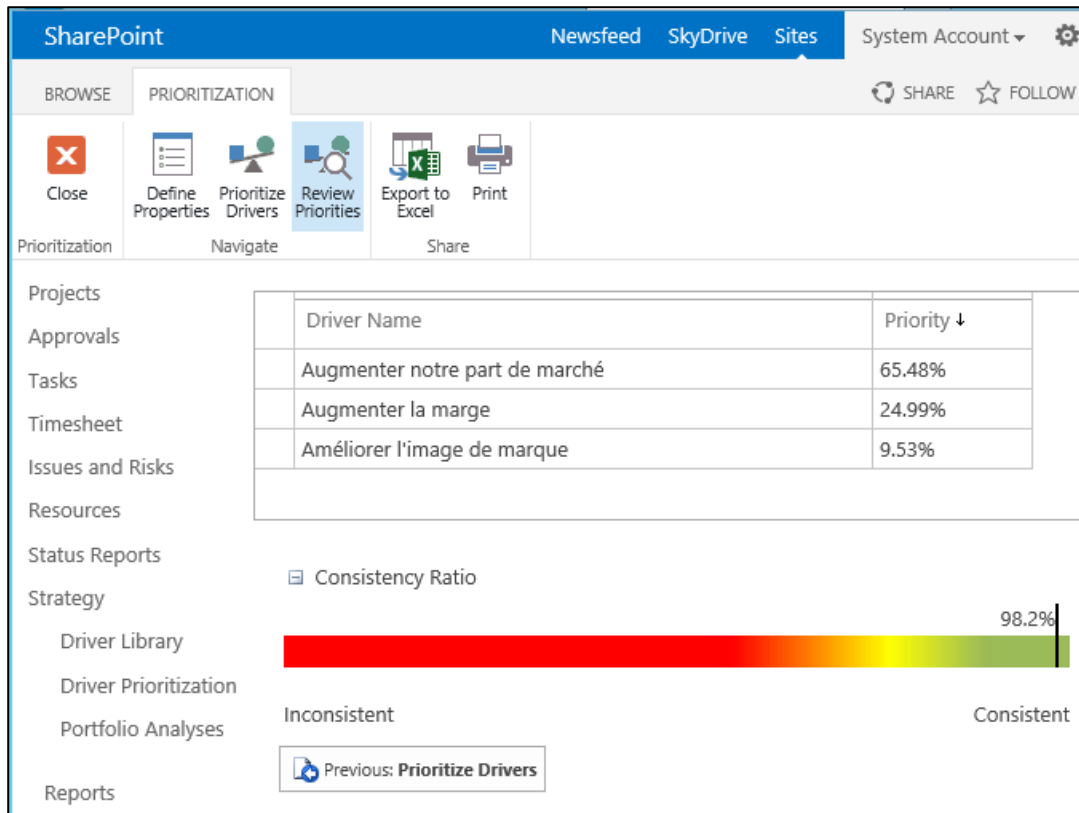 SharePoint Newsfeed SkyDrive Sites System Account
BROWSE PRIORITIZATION SHARE FOLLOW
Close Define Properties Prioritize Drivers Review Priorities Export to Excel Print
Prioritization Navigate Share
Projects
Approvals
Tasks
Timesheet
Issues and Risks
Resources
Status Reports
Strategy
Driver Library
Driver Prioritization
Portfolio Analyses
Reports
Driver Name Priority
Augmenter notre part de marché 65.48%
Augmenter la marge 24.99%
Améliorer l'image de marque 9.53%
Consistency Ratio
98.2%
Inconsistent Consistent
Previous: Prioritize Drivers